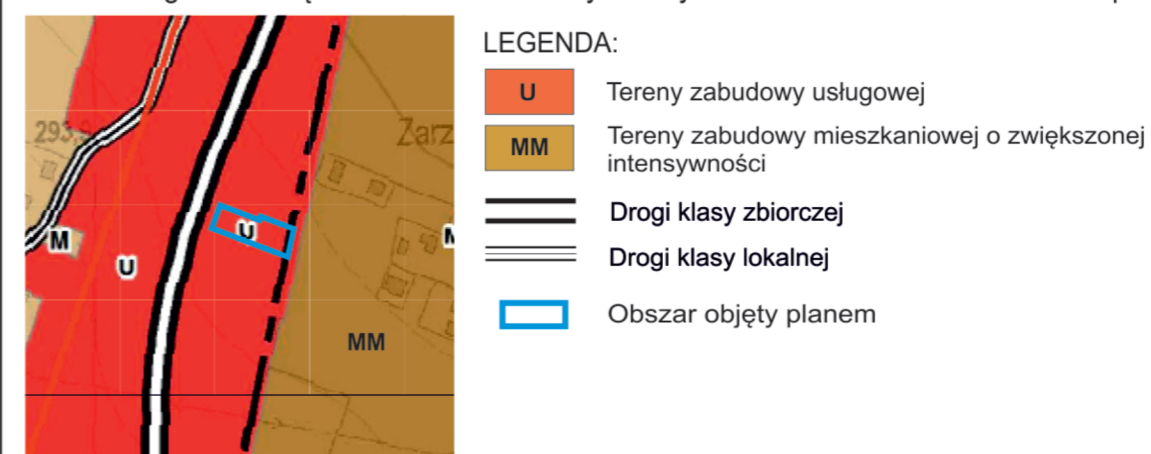 LEGENDA:
U Tereny zabudowy usługowej
MM Tereny zabudowy mieszkaniowej o zwiększonej
intensywności
Drogi klasy zbiorczej
Drogi klasy lokalnej
Obszar objęty planem
Zarz
M
U
U
MM